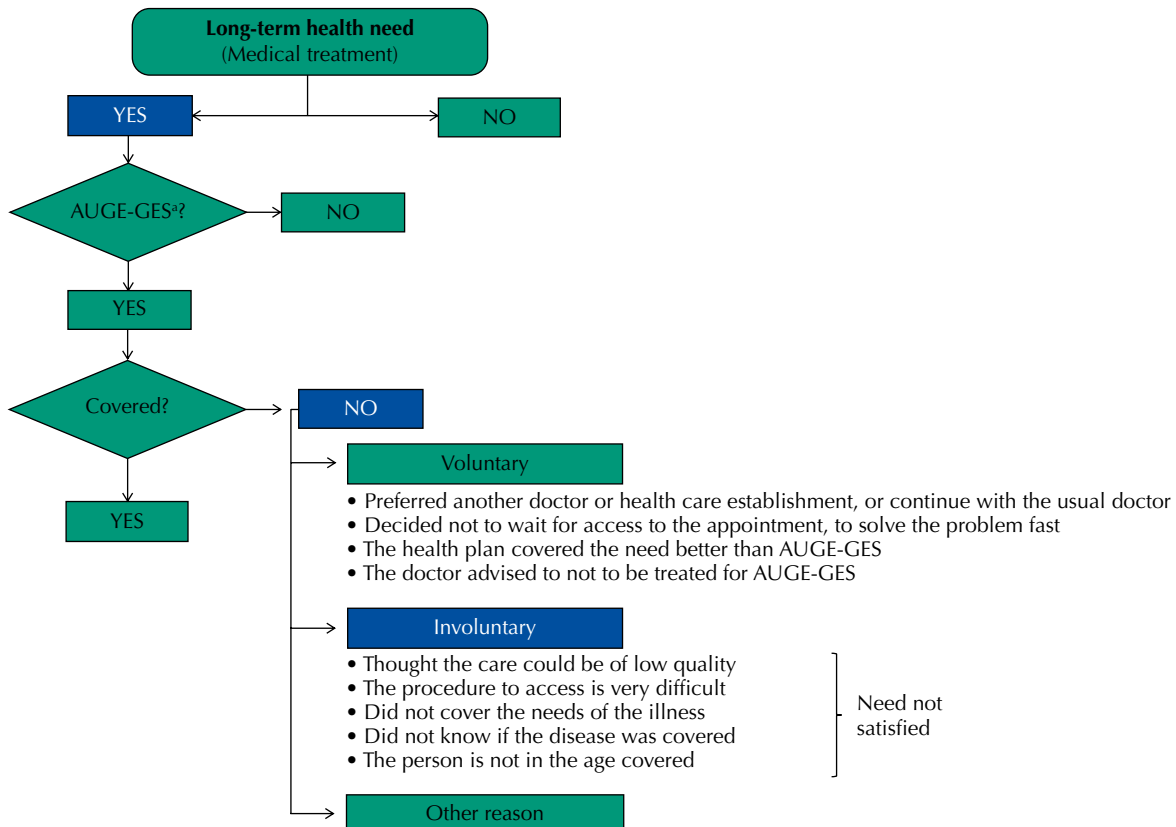 Long-term health need
(Medical treatment)
YES
NO
AUGE-GESª?
NO
YES
Covered?
NO
YES
Voluntary
• Preferred another doctor or health care establishment, or continue with the usual doctor
• Decided not to wait for access to the appointment, to solve the problem fast
• The health plan covered the need better than AUGE-GES
• The doctor advised to not to be treated for AUGE-GES
Involuntary
• Thought the care could be of low quality
• The procedure to access is very difficult
• Did not cover the needs of the illness
• Did not know if the disease was covered
• The person is not in the age covered
Need not
satisfied
Other reason